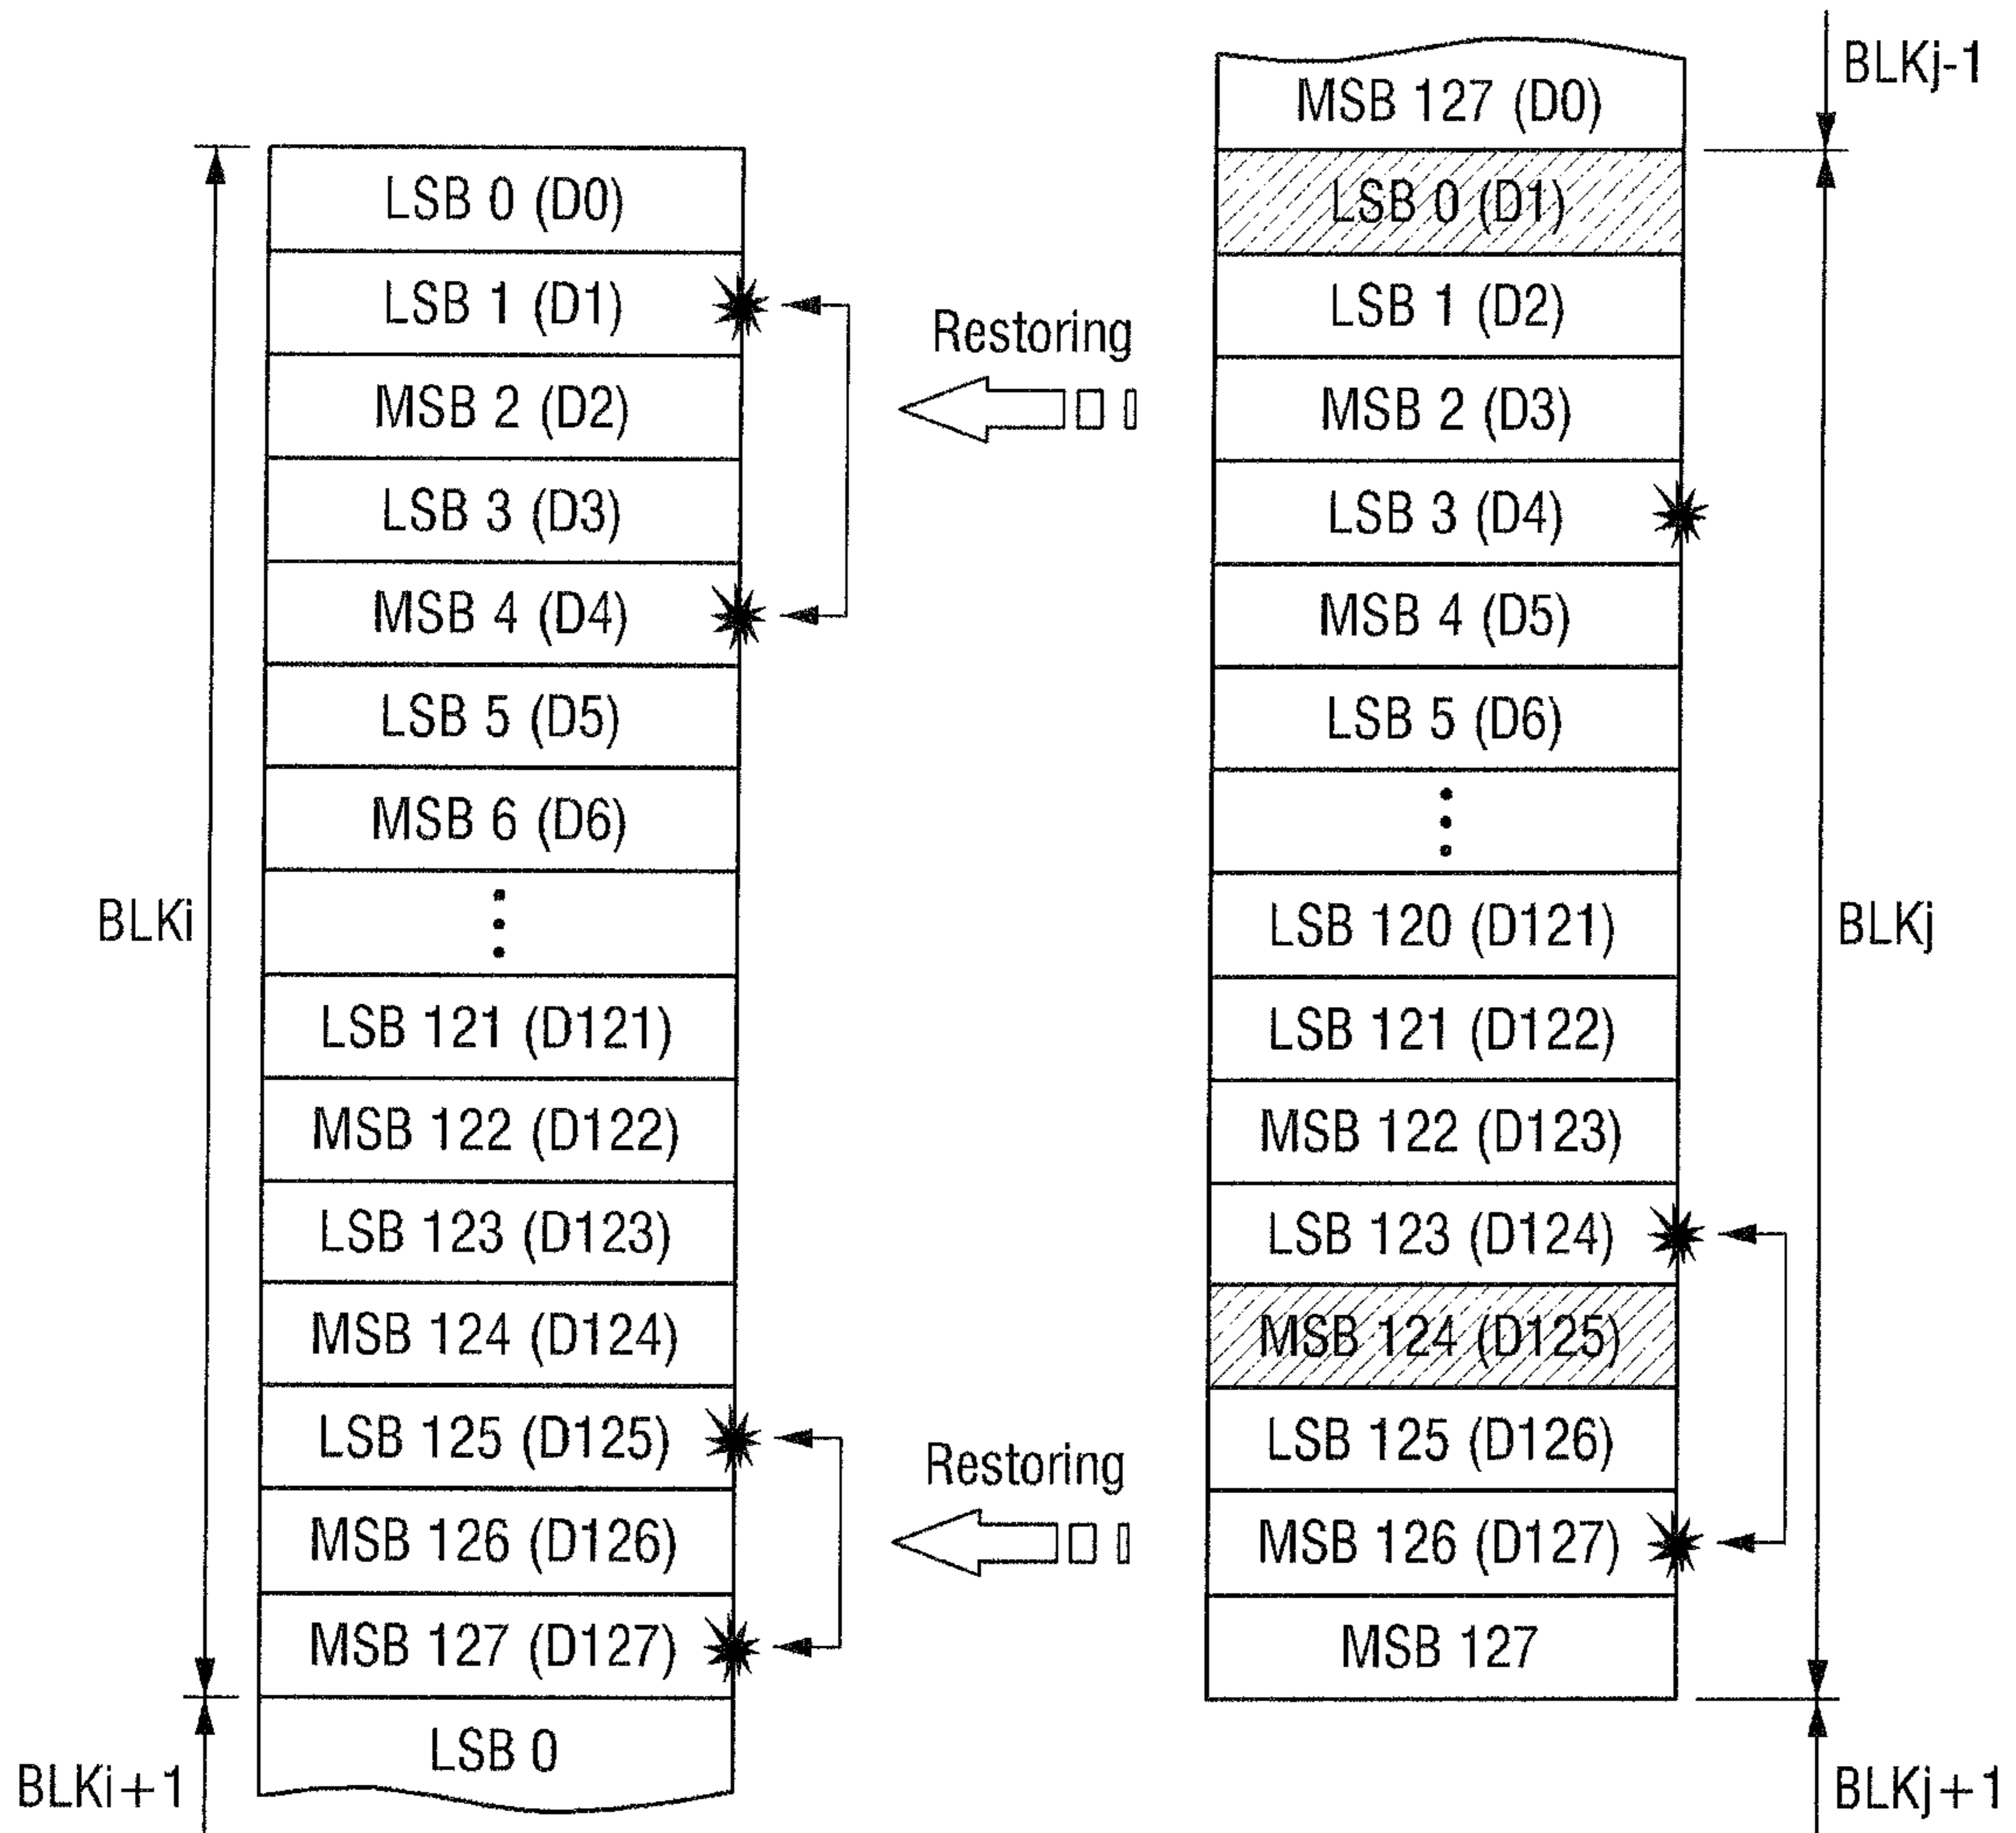 BLKi
LSB 0 (D0)
LSB 1 (D1)
MSB 2 (D2)
LSB 3 (D3)
MSB 4 (D4)
LSB 5 (D5)
MSB 6 (D6)
LSB 121 (D121)
MSB 122 (D122)
LSB 123 (D123)
MSB 124 (D124)
LSB 125 (D125)
MSB 126 (D126)
MSB 127 (D127)
LSB 0
BLKi+1
Restoring
Restoring
MSB 127 (D0)
LSB 0 (D1)
LSB 1 (D2)
MSB 2 (D3)
LSB 3 (D4)
MSB 4 (D5)
LSB 5 (D6)
LSB 120 (D121)
LSB 121 (D122)
MSB 122 (D123)
LSB 123 (D124)
MSB 124 (D125)
LSB 125 (D126)
MSB 126 (D127)
MSB 127
BLKj-1
BLKj
BLKj+1